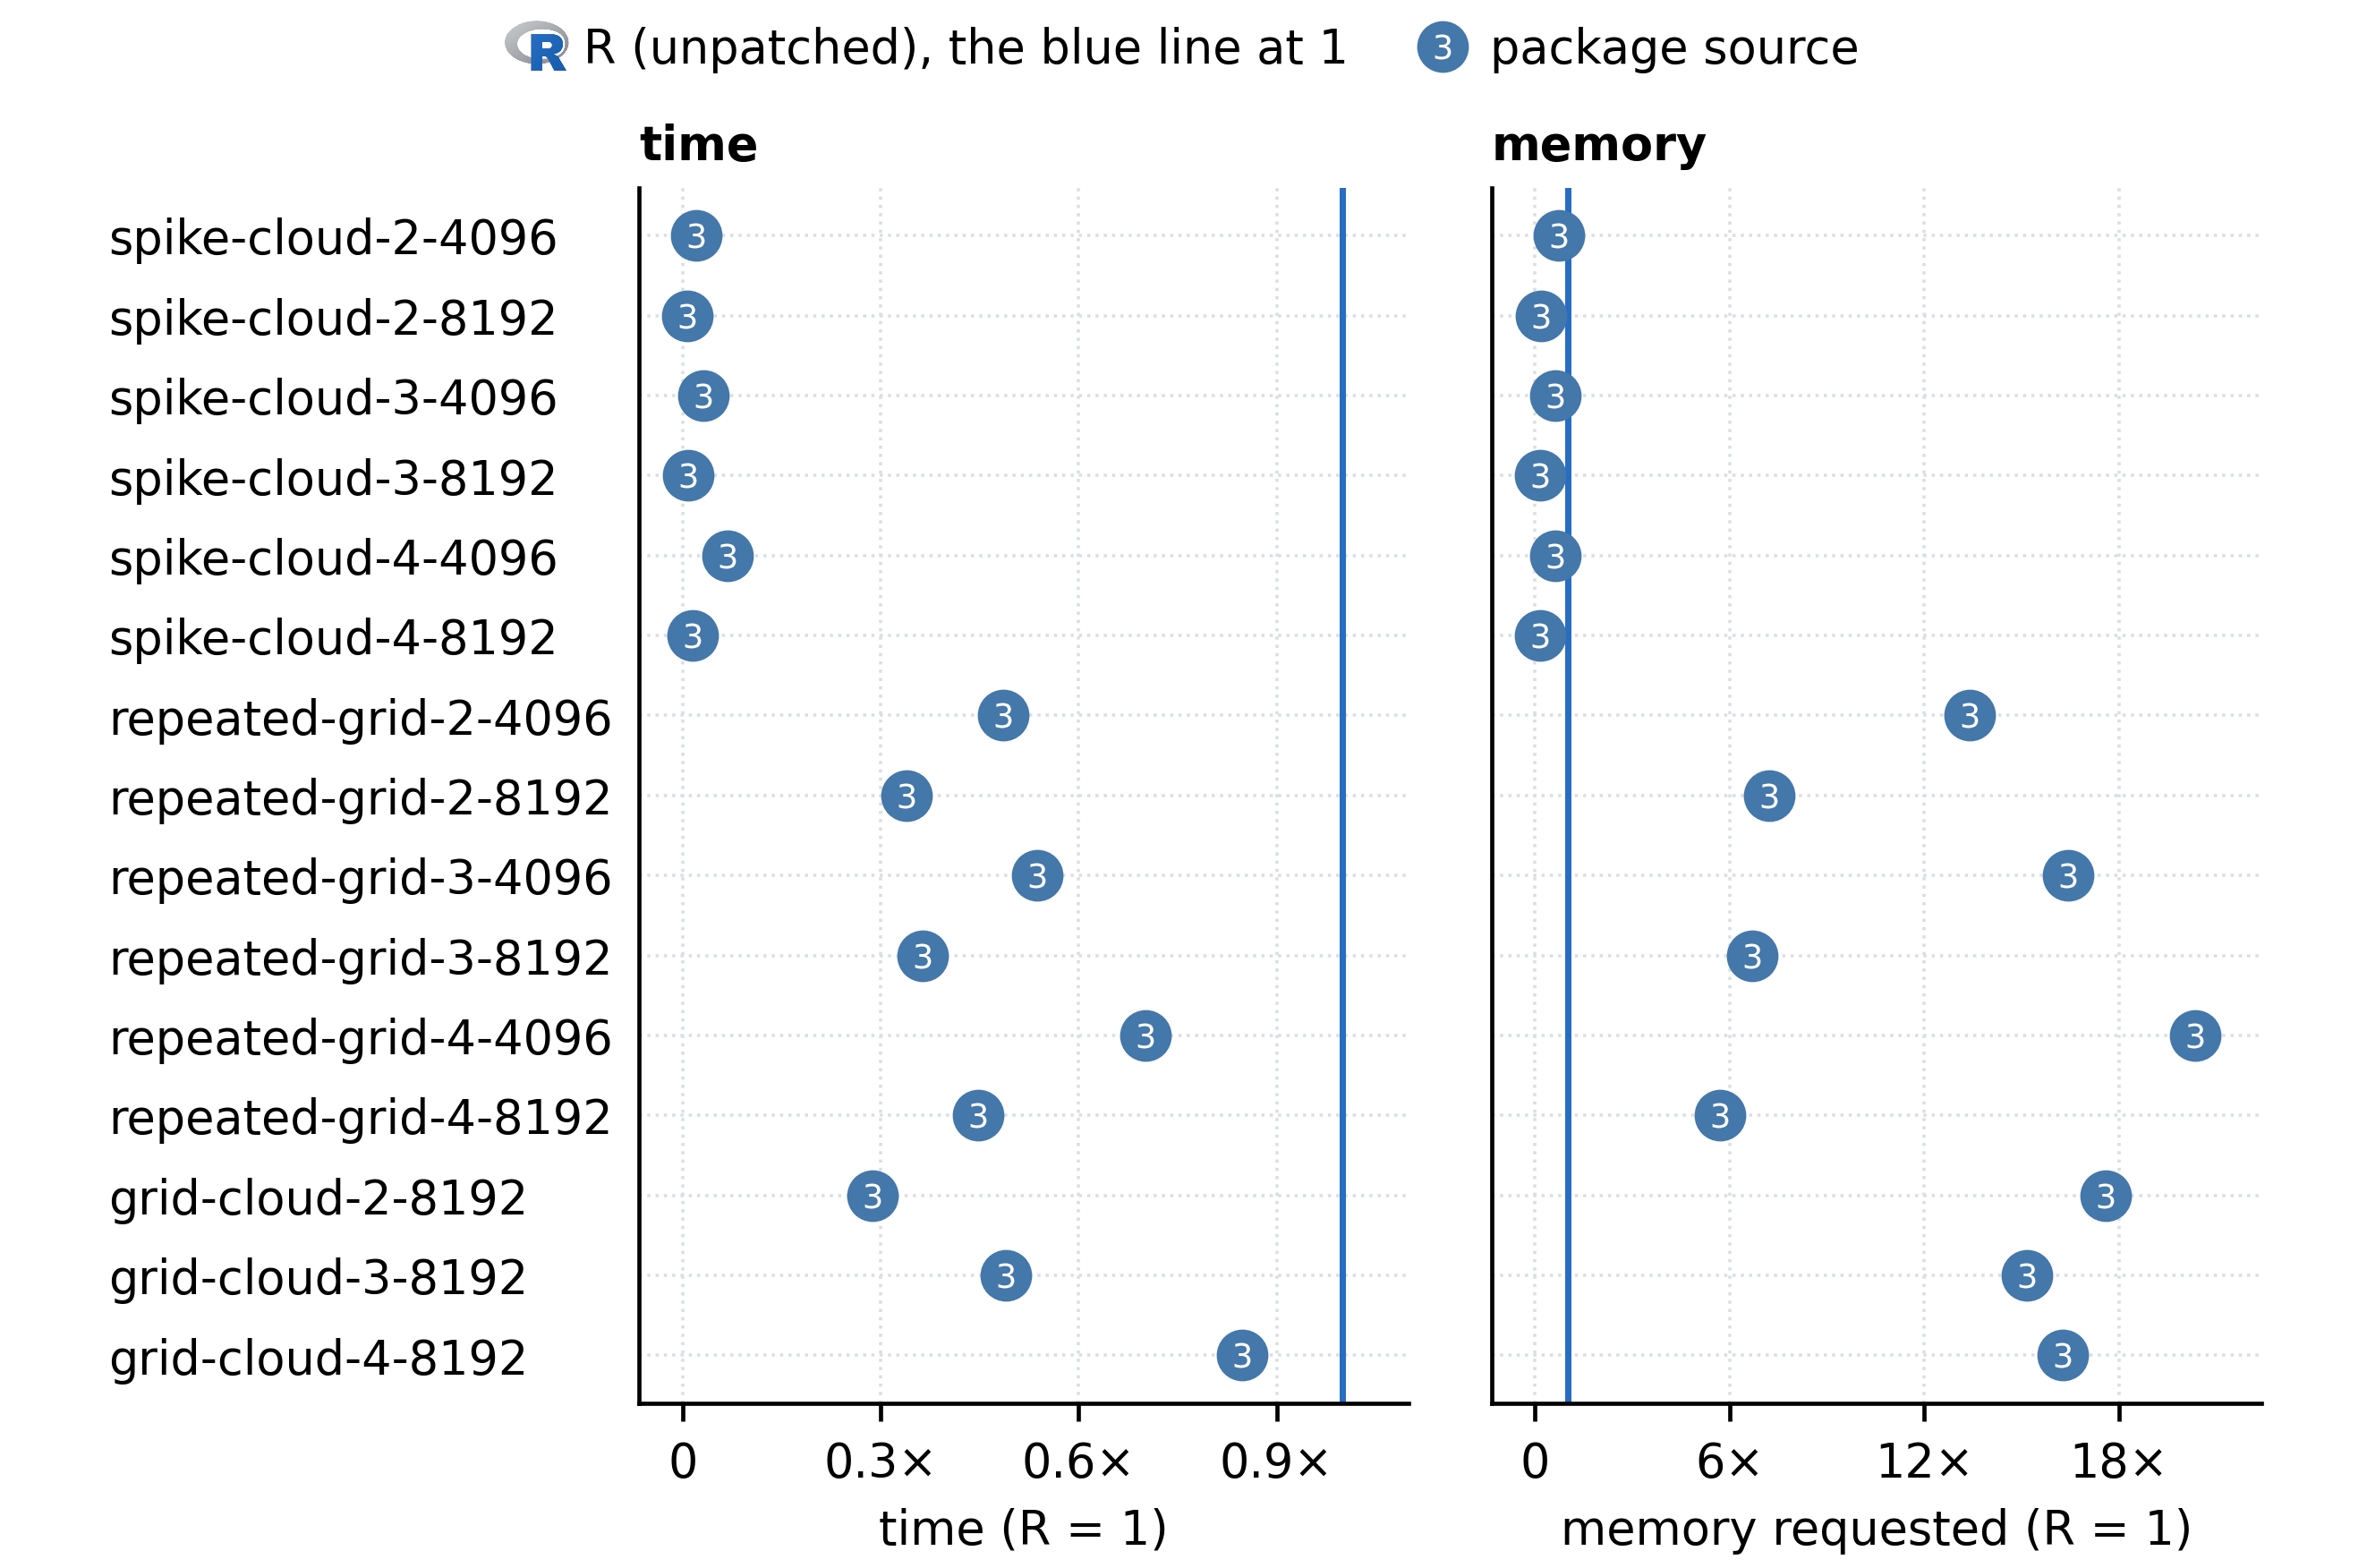 R R (unpatched), the blue line at 1 3 package source
time memory
spike-cloud-2-4096 3 3
spike-cloud-2-8192 3 3
spike-cloud-3-4096 3 3
spike-cloud-3-8192 3 3
spike-cloud-4-4096 3 3
spike-cloud-4-8192 3 3
repeated-grid-2-4096 3 3
repeated-grid-2-8192 3 3
repeated-grid-3-4096 3 3
repeated-grid-3-8192 3 3
repeated-grid-4-4096 3 3
repeated-grid-4-8192 3 3
grid-cloud-2-8192 3 3
grid-cloud-3-8192 3 3
grid-cloud-4-8192 3 3
0 0.3× 0.6× 0.9× 0 6× 12× 18×
time (R = 1) memory requested (R = 1)